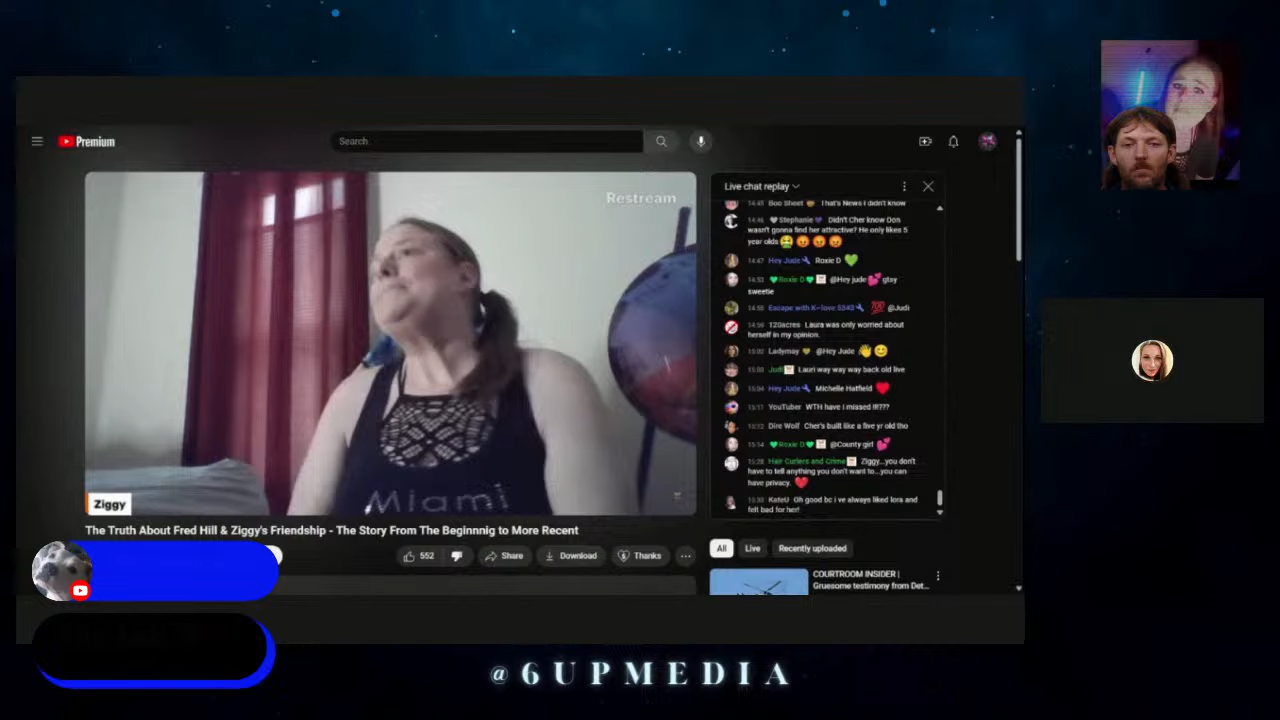 Premium
Search
Restream
Live chat replay
14:45 Boo Sheet That's News I didn't know
14:46 Stephanie Didn't Cher know Don
wasn't gonna find her attractive? He only likes 5
year olds
14:47 Hey Jude Roxie D
14:53 Roxie D @Hey jude gtsy
sweetie
14:55 Escape with K-love 5343 @Judi
14:59 120acres Laura was only worried about
herself in my opinion.
15:02 Ladymay @Hey Jude
15:03 Judi Lauri way way way back old live
15:04 Hey Jude Michelle Hatfield
15:11 YouTuber WTH have I missed !!!???
15:12 Dire Wolf Cher's built like a five yr old tho
15:14 Roxie D @County girl
15:28 Hair Curlers and Crime Ziggy...you don't
have to tell anything you don't want to...you can
have privacy.
15:33 KateU Oh good bc i ve always liked lora and
felt bad for her!
Miami
Ziggy
The Truth About Fred Hill & Ziggy's Friendship - The Story From The Beginnnig to More Recent
552 Share Download Thanks
All Live Recently uploaded
COURTROOM INSIDER |
Gruesome testimony from Det...
@6UPMEDIA